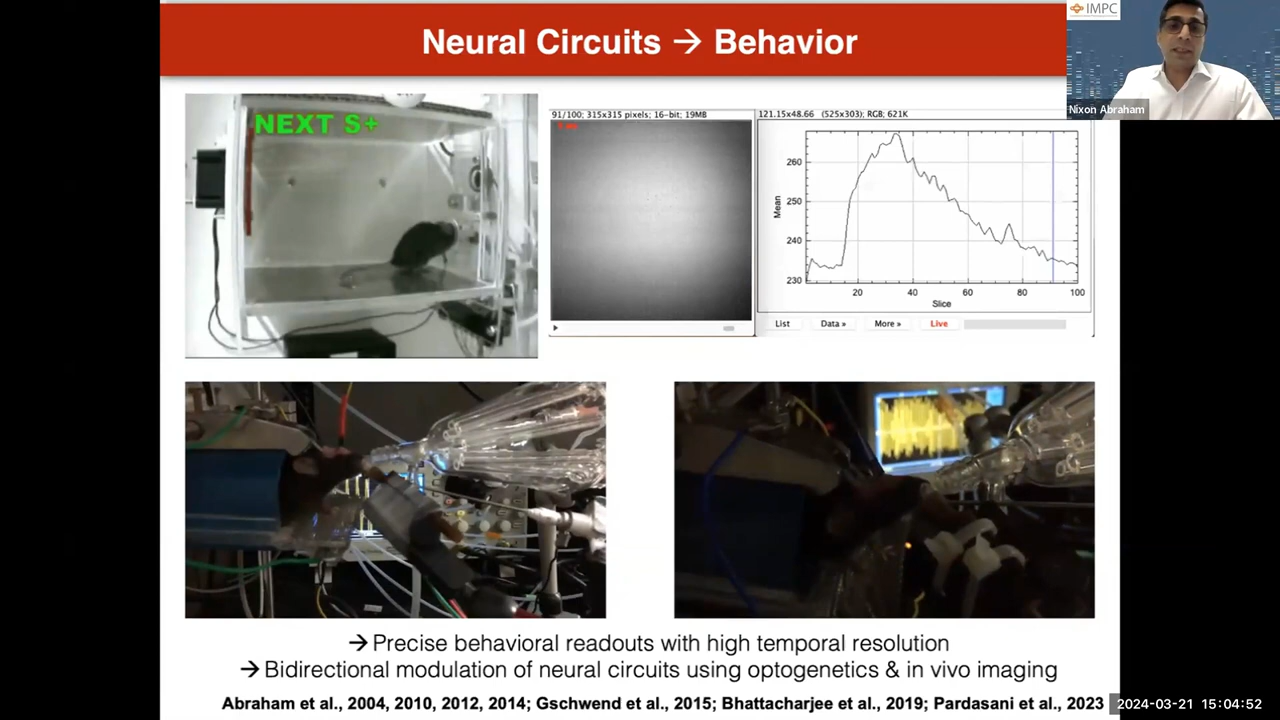 Neural Circuits → Behavior
IMPC
Nixon Abraham
NEXT S+
91/100; 315x315 pixels; 16-bit; 19MB
121.15x48.66 (525x303); RGB; 621K
260
250
240
230
Mean
20 40 60 80 100
Slice
List Data » More » Live
→ Precise behavioral readouts with high temporal resolution
→ Bidirectional modulation of neural circuits using optogenetics & in vivo imaging
Abraham et al., 2004, 2010, 2012, 2014; Gschwend et al., 2015; Bhattacharjee et al., 2019; Pardasani et al., 2023
2024-03-21 15:04:52